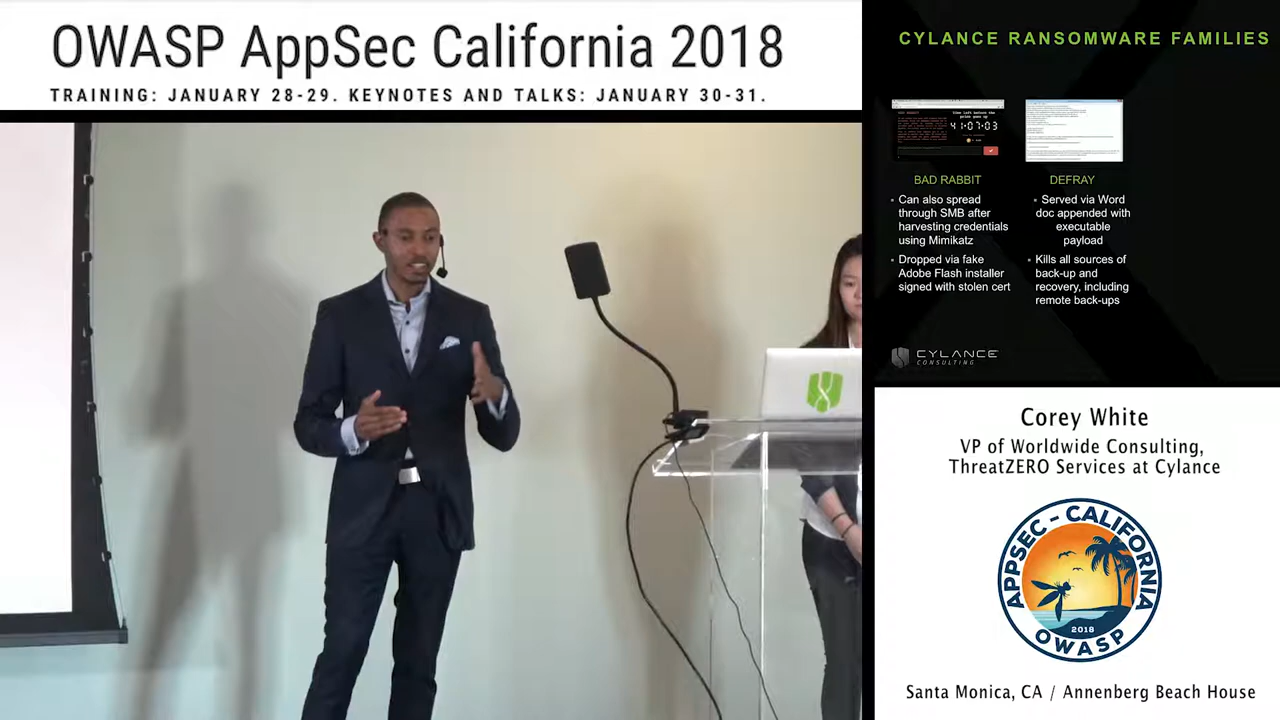 OWASP AppSec California 2018
TRAINING: JANUARY 28-29. KEYNOTES AND TALKS: JANUARY 30-31.
CYLANCE RANSOMWARE FAMILIES
41:07:03
BAD RABBIT
• Can also spread
through SMB after
harvesting credentials
using Mimikatz
• Dropped via fake
Adobe Flash installer
signed with stolen cert
DEFRAY
• Served via Word
doc appended with
executable
payload
• Kills all sources of
back-up and
recovery, including
remote back-ups
CYLANCE
CONSULTING
Corey White
VP of Worldwide Consulting,
ThreatZERO Services at Cylance
APPSEC - CALIFORNIA
2018
OWASP
Santa Monica, CA / Annenberg Beach House